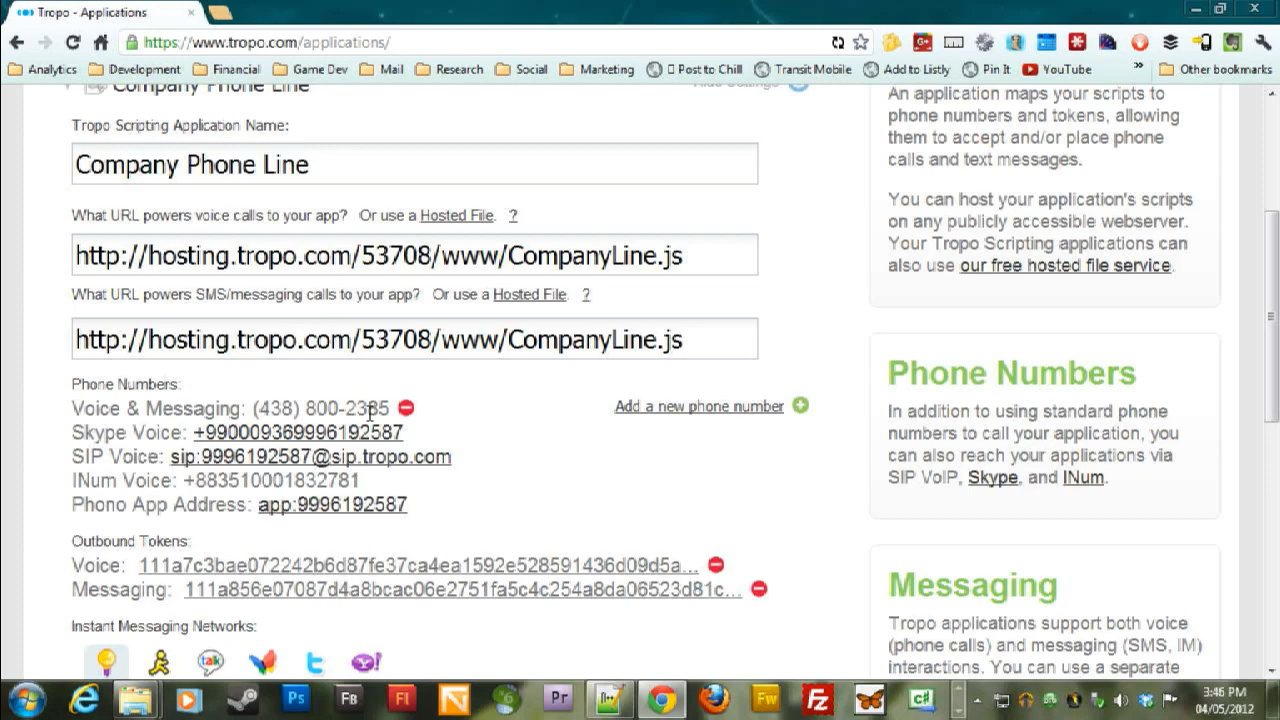 Tropo - Applications
https://www.tropo.com/applications/
Analytics Development Financial Game Dev Mail Research Social Marketing Post to Chill Transit Mobile Add to Listly Pin It YouTube » Other bookmarks
Company Phone Line
Hide Settings
Tropo Scripting Application Name:
Company Phone Line
What URL powers voice calls to your app? Or use a Hosted File. ?
http://hosting.tropo.com/53708/www/CompanyLine.js
What URL powers SMS/messaging calls to your app? Or use a Hosted File. ?
http://hosting.tropo.com/53708/www/CompanyLine.js
Phone Numbers:
Voice & Messaging: (438) 800-2385
Add a new phone number
Skype Voice: +990009369996192587
SIP Voice: sip:9996192587@sip.tropo.com
INum Voice: +883510001832781
Phono App Address: app:9996192587
Outbound Tokens:
Voice: 111a7c3bae072242b6d87fe37ca4ea1592e528591436d09d5a...
Messaging: 111a856e07087d4a8bcac06e2751fa5c4c254a8da06523d81c...
Instant Messaging Networks:
talk
An application maps your scripts to
phone numbers and tokens, allowing
them to accept and/or place phone
calls and text messages.
You can host your application's scripts
on any publicly accessible webserver.
Your Tropo Scripting applications can
also use our free hosted file service.
Phone Numbers
In addition to using standard phone
numbers to call your application, you
can also reach your applications via
SIP VoIP, Skype, and INum.
Messaging
Tropo applications support both voice
(phone calls) and messaging (SMS, IM)
interactions. You can use a separate
Ps FB Fl Pr Fw Fz C#
3:46 PM
04/05/2012